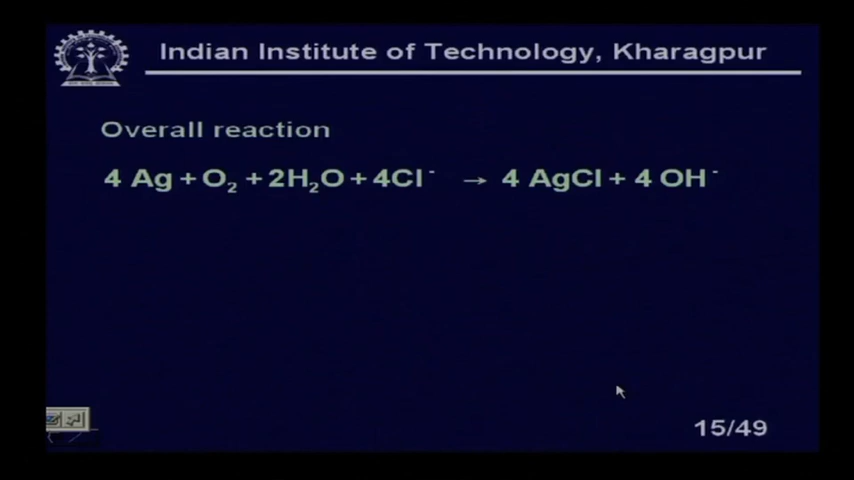 Indian Institute of Technology, Kharagpur
Overall reaction
4 Ag + O₂ + 2H₂O + 4Cl⁻ → 4 AgCl + 4 OH⁻
15/49